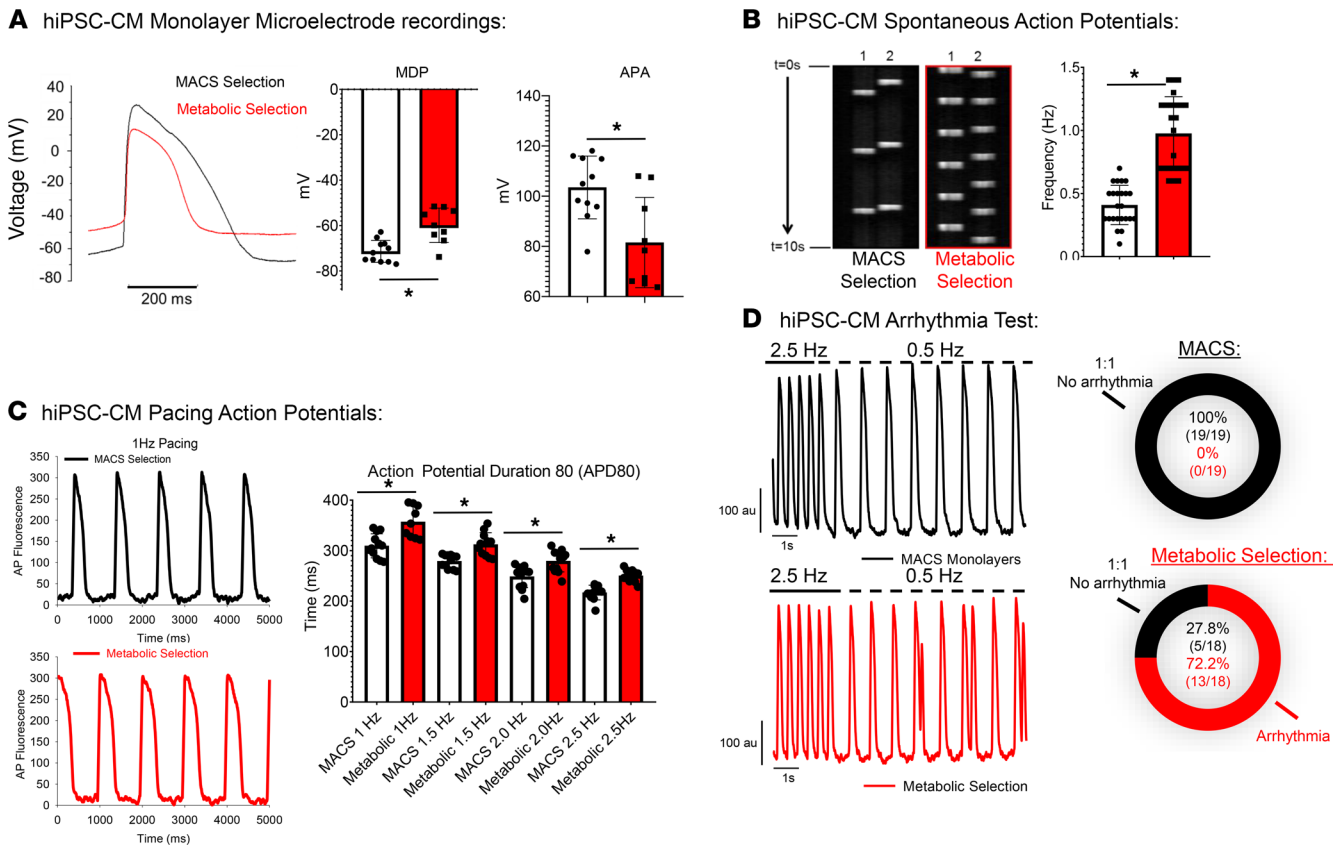 A hiPSC-CM Monolayer Microelectrode recordings:
40
20
0
-20
-40
-60
-80
Voltage (mV)
MACS Selection
Metabolic Selection
200 ms
MDP
0
-20
-40
-60
-80
mV
*
APA
140
120
100
80
60
mV
*
B hiPSC-CM Spontaneous Action Potentials:
1 2 1 2
t=0s
t=10s
MACS
Selection
Metabolic
Selection
1.5
1.0
0.5
0.0
Frequency (Hz)
*
C hiPSC-CM Pacing Action Potentials:
1Hz Pacing
MACS Selection
350
300
250
200
150
100
50
0
AP Fluorescence
0 1000 2000 3000 4000 5000
Time (ms)
Metabolic Selection
350
300
250
200
150
100
50
0
AP Fluorescence
0 1000 2000 3000 4000 5000
Time (ms)
Action Potential Duration 80 (APD80)
400
300
200
100
0
Time (ms)
* * * *
MACS 1 Hz
Metabolic 1Hz
MACS 1.5 Hz
Metabolic 1.5 Hz
MACS 2.0 Hz
Metabolic 2.0Hz
MACS 2.5 Hz
Metabolic 2.5Hz
D hiPSC-CM Arrhythmia Test:
2.5 Hz 0.5 Hz
100 au
1s
MACS Monolayers
2.5 Hz 0.5 Hz
100 au
1s
Metabolic Selection
MACS:
1:1
No arrhythmia
100%
(19/19)
0%
(0/19)
Metabolic Selection:
1:1
No arrhythmia
27.8%
(5/18)
72.2%
(13/18)
Arrhythmia